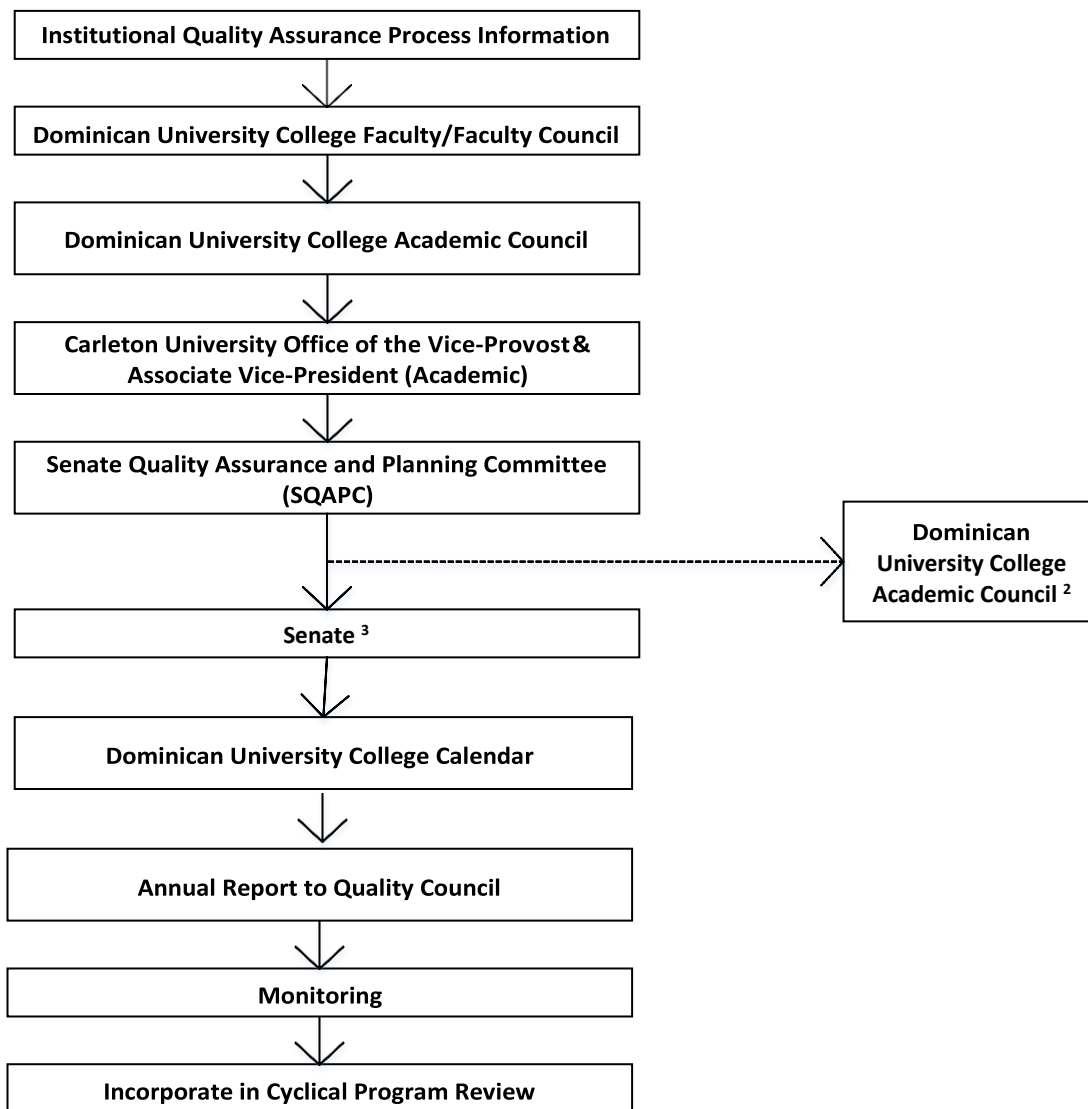 Institutional Quality Assurance Process Information
Dominican University College Faculty/Faculty Council
Dominican University College Academic Council
Carleton University Office of the Vice-Provost &
Associate Vice-President (Academic)
Senate Quality Assurance and Planning Committee
(SQAPC)
Dominican
University College
Academic Council ²
Senate ³
Dominican University College Calendar
Annual Report to Quality Council
Monitoring
Incorporate in Cyclical Program Review